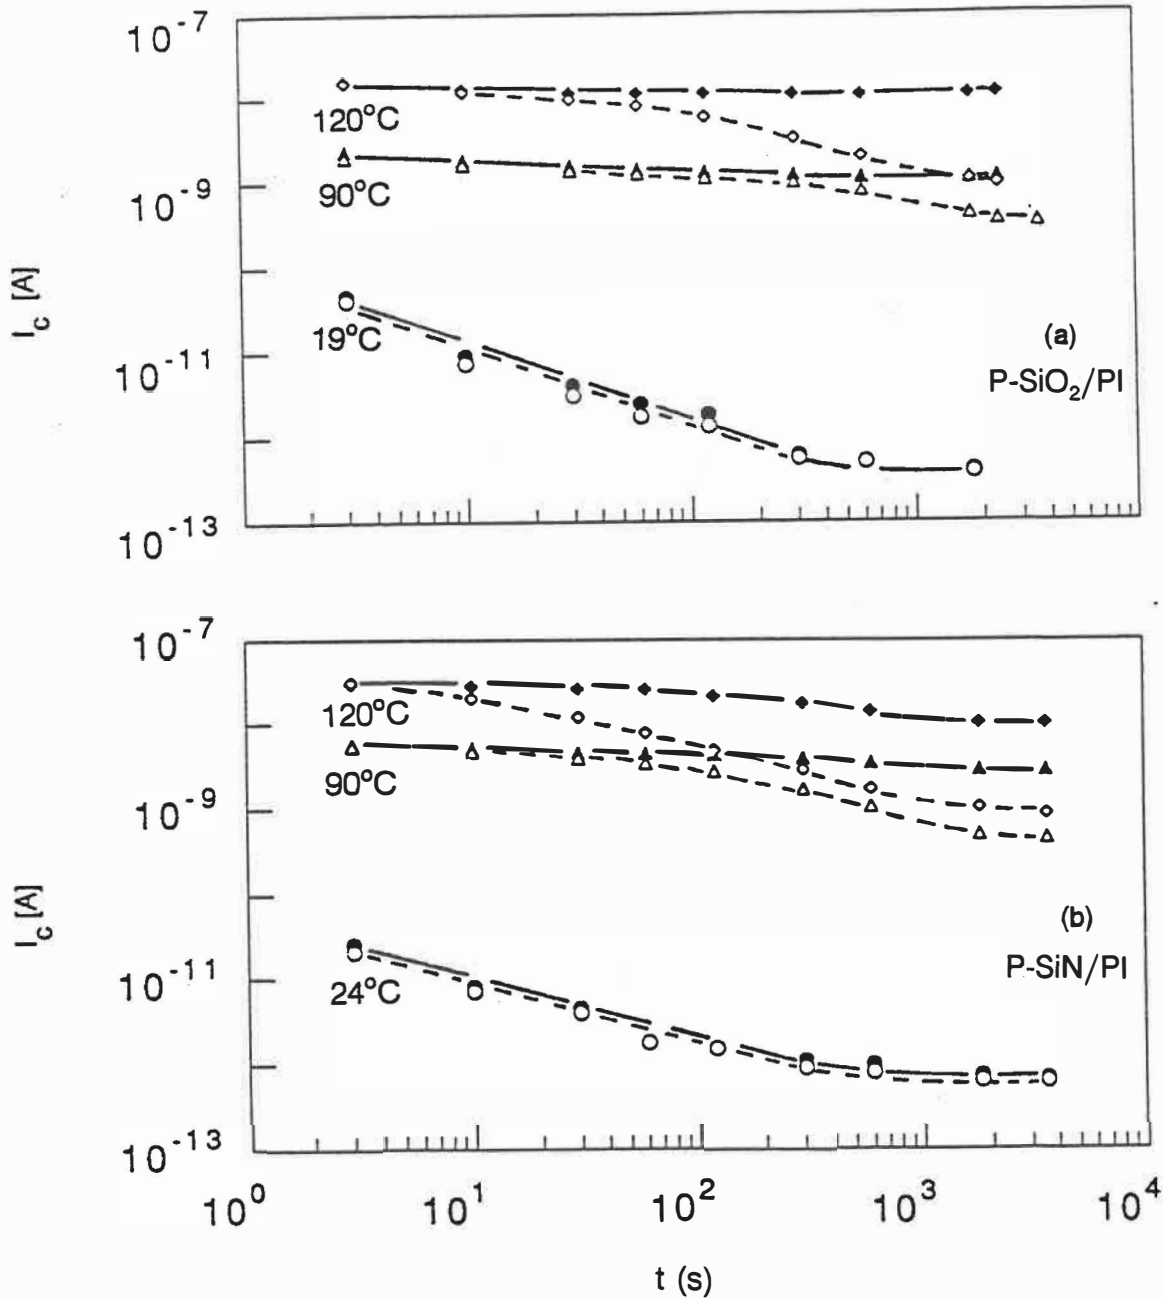 10⁻⁷
120°C
90°C
10⁻⁹
I_c [A]
19°C
10⁻¹¹
(a)
P-SiO₂/PI
10⁻¹³
10⁻⁷
120°C
90°C
10⁻⁹
I_c [A]
(b)
P-SiN/PI
10⁻¹¹
24°C
10⁻¹³
10⁰ 10¹ 10² 10³ 10⁴
t (s)